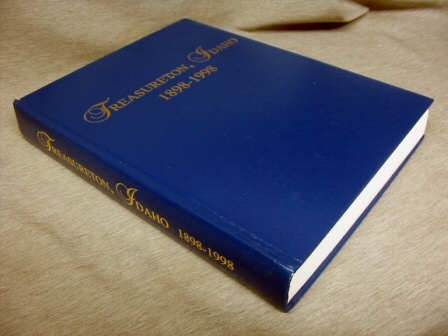 TREASURETON, IDAHO
1898-1998
TREASURETON, IDAHO 1898-1998